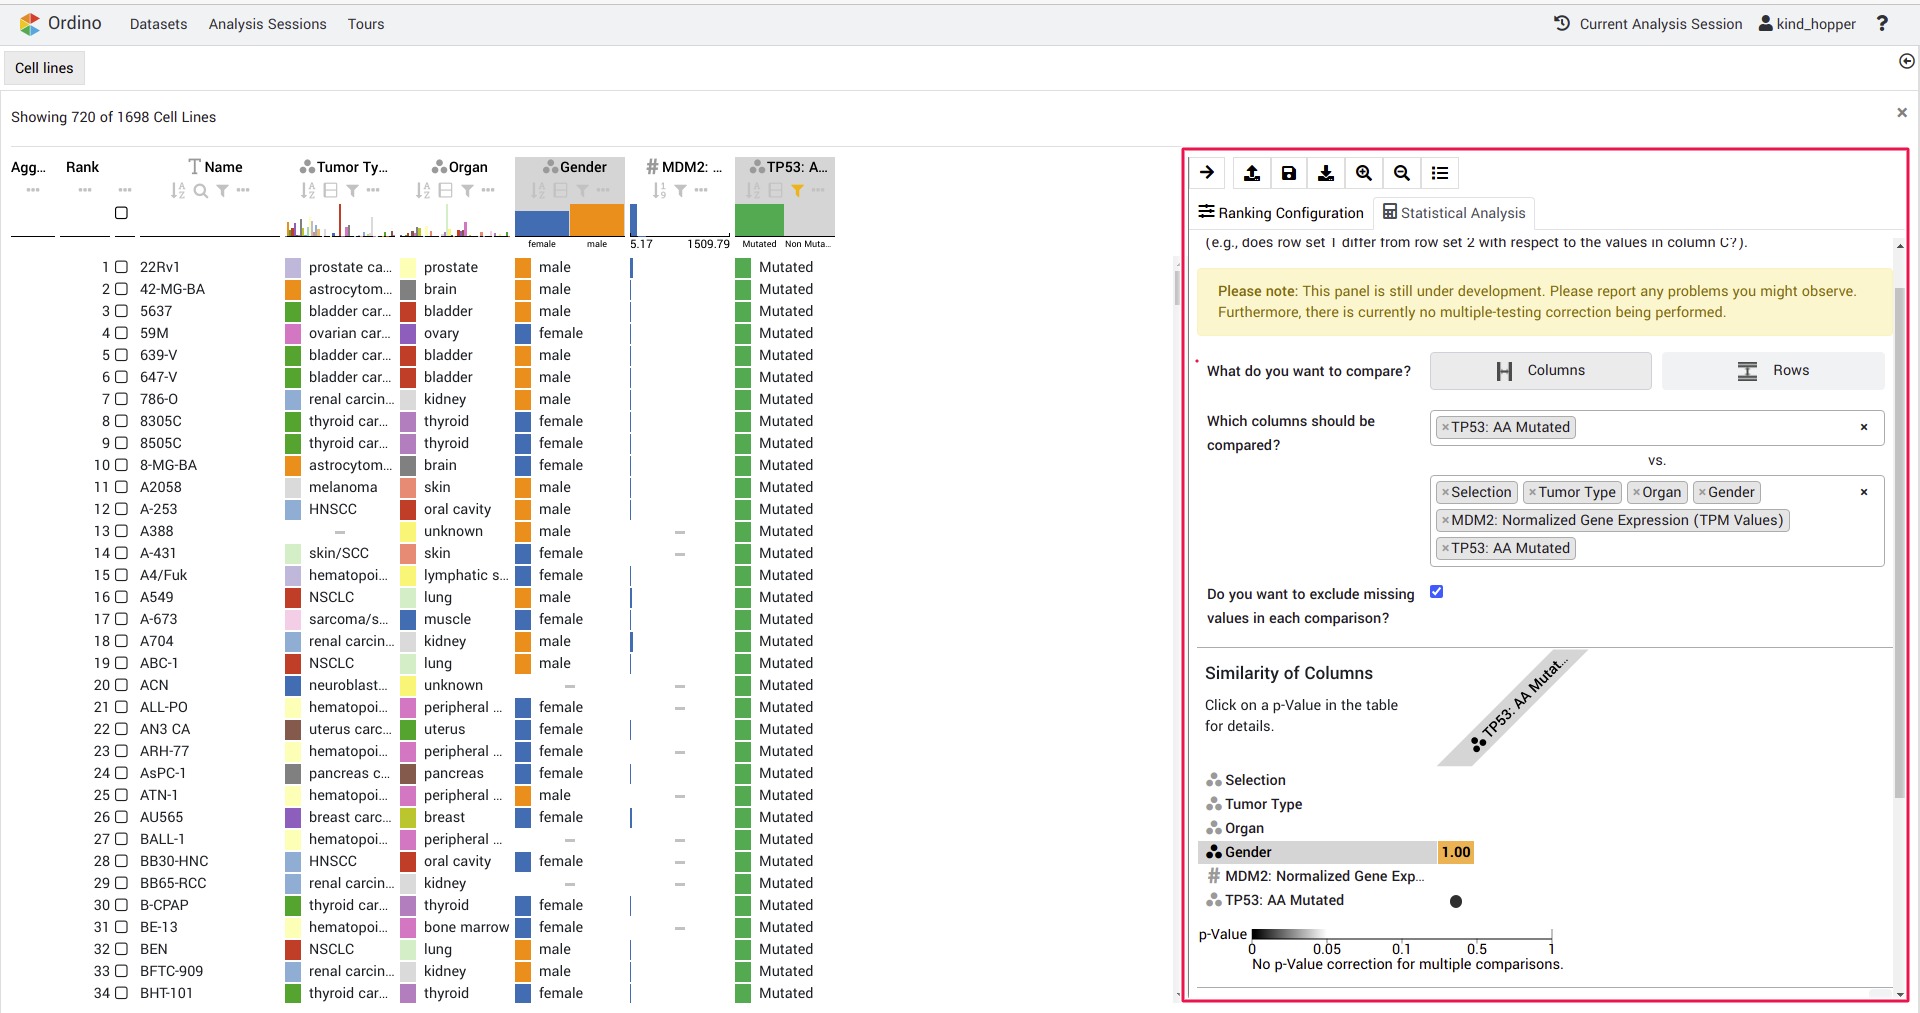 Ordino Datasets Analysis Sessions Tours Current Analysis Session kind_hopper ?
Cell lines
Showing 720 of 1698 Cell Lines
Agg... Rank Name Tumor Ty... Organ Gender MDM2: ... TP53: A...
female male 5.17 1509.79 Mutated Non Muta...
1 22Rv1 prostate ca... prostate male Mutated
2 42-MG-BA astrocytom... brain male Mutated
3 5637 bladder car... bladder male Mutated
4 59M ovarian car... ovary female Mutated
5 639-V bladder car... bladder male Mutated
6 647-V bladder car... bladder male Mutated
7 786-O renal carcin... kidney male Mutated
8 8305C thyroid car... thyroid female Mutated
9 8505C thyroid car... thyroid female Mutated
10 8-MG-BA astrocytom... brain female Mutated
11 A2058 melanoma skin male Mutated
12 A-253 HNSCC oral cavity male Mutated
13 A388 – unknown male – Mutated
14 A-431 skin/SCC skin female – Mutated
15 A4/Fuk hematopoi... lymphatic s... female Mutated
16 A549 NSCLC lung male Mutated
17 A-673 sarcoma/s... muscle female Mutated
18 A704 renal carcin... kidney male Mutated
19 ABC-1 NSCLC lung male Mutated
20 ACN neuroblast... unknown – – Mutated
21 ALL-PO hematopoi... peripheral ... female – Mutated
22 AN3 CA uterus carc... uterus female Mutated
23 ARH-77 hematopoi... peripheral ... female – Mutated
24 AsPC-1 pancreas c... pancreas female Mutated
25 ATN-1 hematopoi... peripheral ... male – Mutated
26 AU565 breast carc... breast female Mutated
27 BALL-1 hematopoi... peripheral ... – – Mutated
28 BB30-HNC HNSCC oral cavity female – Mutated
29 BB65-RCC renal carcin... kidney – – Mutated
30 B-CPAP thyroid car... thyroid female Mutated
31 BE-13 hematopoi... bone marrow female – Mutated
32 BEN NSCLC lung male Mutated
33 BFTC-909 renal carcin... kidney male Mutated
34 BHT-101 thyroid car... thyroid female Mutated
Ranking Configuration Statistical Analysis
(e.g., does row set 1 differ from row set 2 with respect to the values in column C?).
Please note: This panel is still under development. Please report any problems you might observe.
Furthermore, there is currently no multiple-testing correction being performed.
What do you want to compare? Columns Rows
Which columns should be
compared?
×TP53: AA Mutated ×
vs.
×Selection ×Tumor Type ×Organ ×Gender ×
×MDM2: Normalized Gene Expression (TPM Values)
×TP53: AA Mutated
Do you want to exclude missing
values in each comparison?
Similarity of Columns
Click on a p-Value in the table
for details.
TP53: AA Mutat...
Selection
Tumor Type
Organ
Gender 1.00
# MDM2: Normalized Gene Exp...
TP53: AA Mutated
p-Value
0 0.05 0.1 0.5 1
No p-Value correction for multiple comparisons.